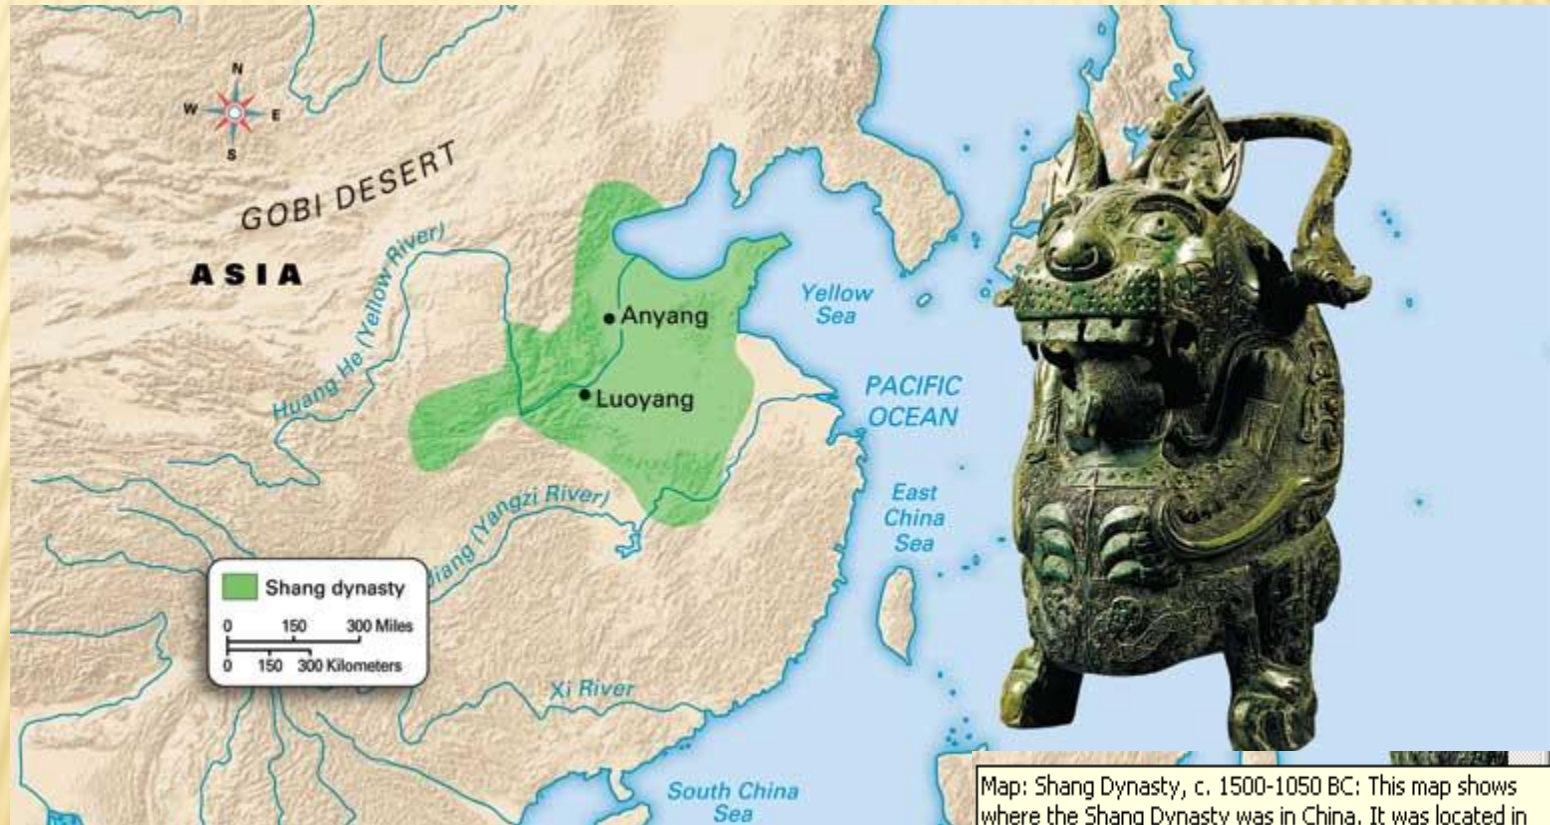 N
W E
S
GOBI DESERT
ASIA
Huang He (Yellow River)
Anyang
Luoyang
Yellow
Sea
PACIFIC
OCEAN
East
China
Sea
Jiang (Yangzi River)
Shang dynasty
0 150 300 Miles
0 150 300 Kilometers
Xi River
South China
Sea
Map: Shang Dynasty, c. 1500-1050 BC: This map shows
where the Shang Dynasty was in China. It was located in